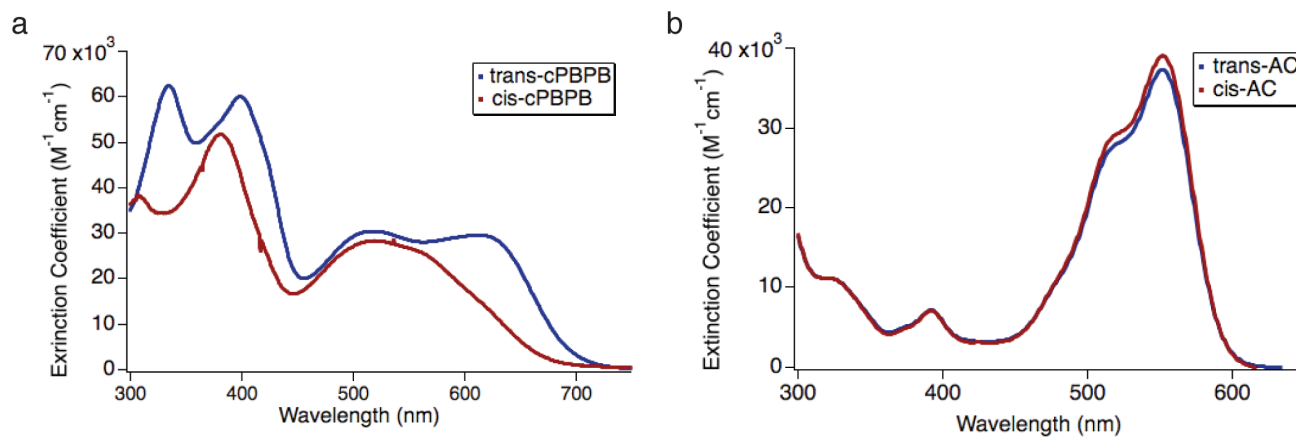 a
70 x10³
60
50
40
30
20
10
0
300
400
500
600
700
Exrinction Coefficient (M⁻¹cm⁻¹)
Wavelength (nm)
trans-cPBPB
cis-cPBPB
b
40 x10³
30
20
10
0
300
400
500
600
Extinction Coefficient (M⁻¹cm⁻¹)
Wavelength (nm)
trans-AC
cis-AC